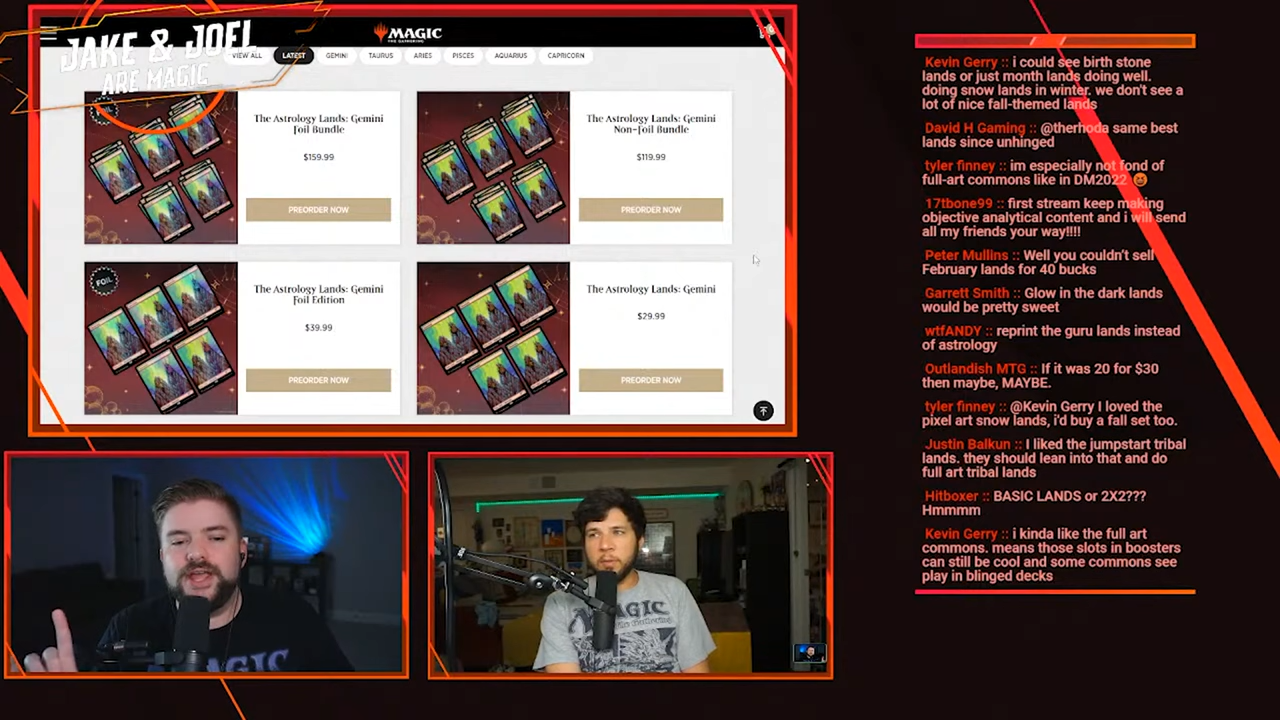 JAKE & JOEL
ARE MAGIC
MAGIC
THE GATHERING
VIEW ALL
LATEST
GEMINI
TAURUS
ARIES
PISCES
AQUARIUS
CAPRICORN
FOIL
The Astrology Lands: Gemini
Foil Bundle
$159.99
PREORDER NOW
The Astrology Lands: Gemini
Non-Foil Bundle
$119.99
PREORDER NOW
FOIL
The Astrology Lands: Gemini
Foil Edition
$39.99
PREORDER NOW
The Astrology Lands: Gemini
$29.99
PREORDER NOW
MAGIC
MAGIC
The Gathering
Kevin Gerry :: i could see birth stone
lands or just month lands doing well.
doing snow lands in winter. we don't see a
lot of nice fall-themed lands
David H Gaming :: @therhoda same best
lands since unhinged
tyler finney :: im especially not fond of
full-art commons like in DM2022 😆
17tbone99 :: first stream keep making
objective analytical content and i will send
all my friends your way!!!!
Peter Mullins :: Well you couldn't sell
February lands for 40 bucks
Garrett Smith :: Glow in the dark lands
would be pretty sweet
wtfANDY :: reprint the guru lands instead
of astrology
Outlandish MTG :: If it was 20 for $30
then maybe, MAYBE.
tyler finney :: @Kevin Gerry I loved the
pixel art snow lands, i'd buy a fall set too.
Justin Balkun :: I liked the jumpstart tribal
lands. they should lean into that and do
full art tribal lands
Hitboxer :: BASIC LANDS or 2X2???
Hmmmm
Kevin Gerry :: i kinda like the full art
commons. means those slots in boosters
can still be cool and some commons see
play in blinged decks